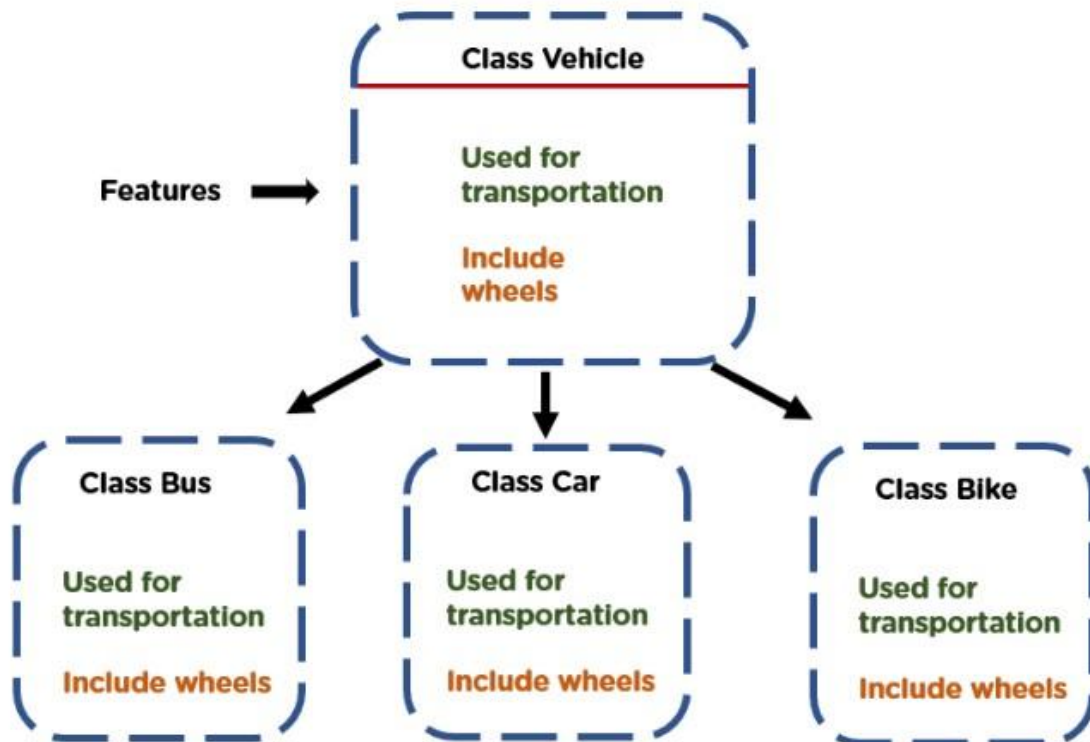 Class Vehicle
Used for
transportation
Features
Include
wheels
Class Bus
Used for
transportation
Include wheels
Class Car
Used for
transportation
Include wheels
Class Bike
Used for
transportation
Include wheels